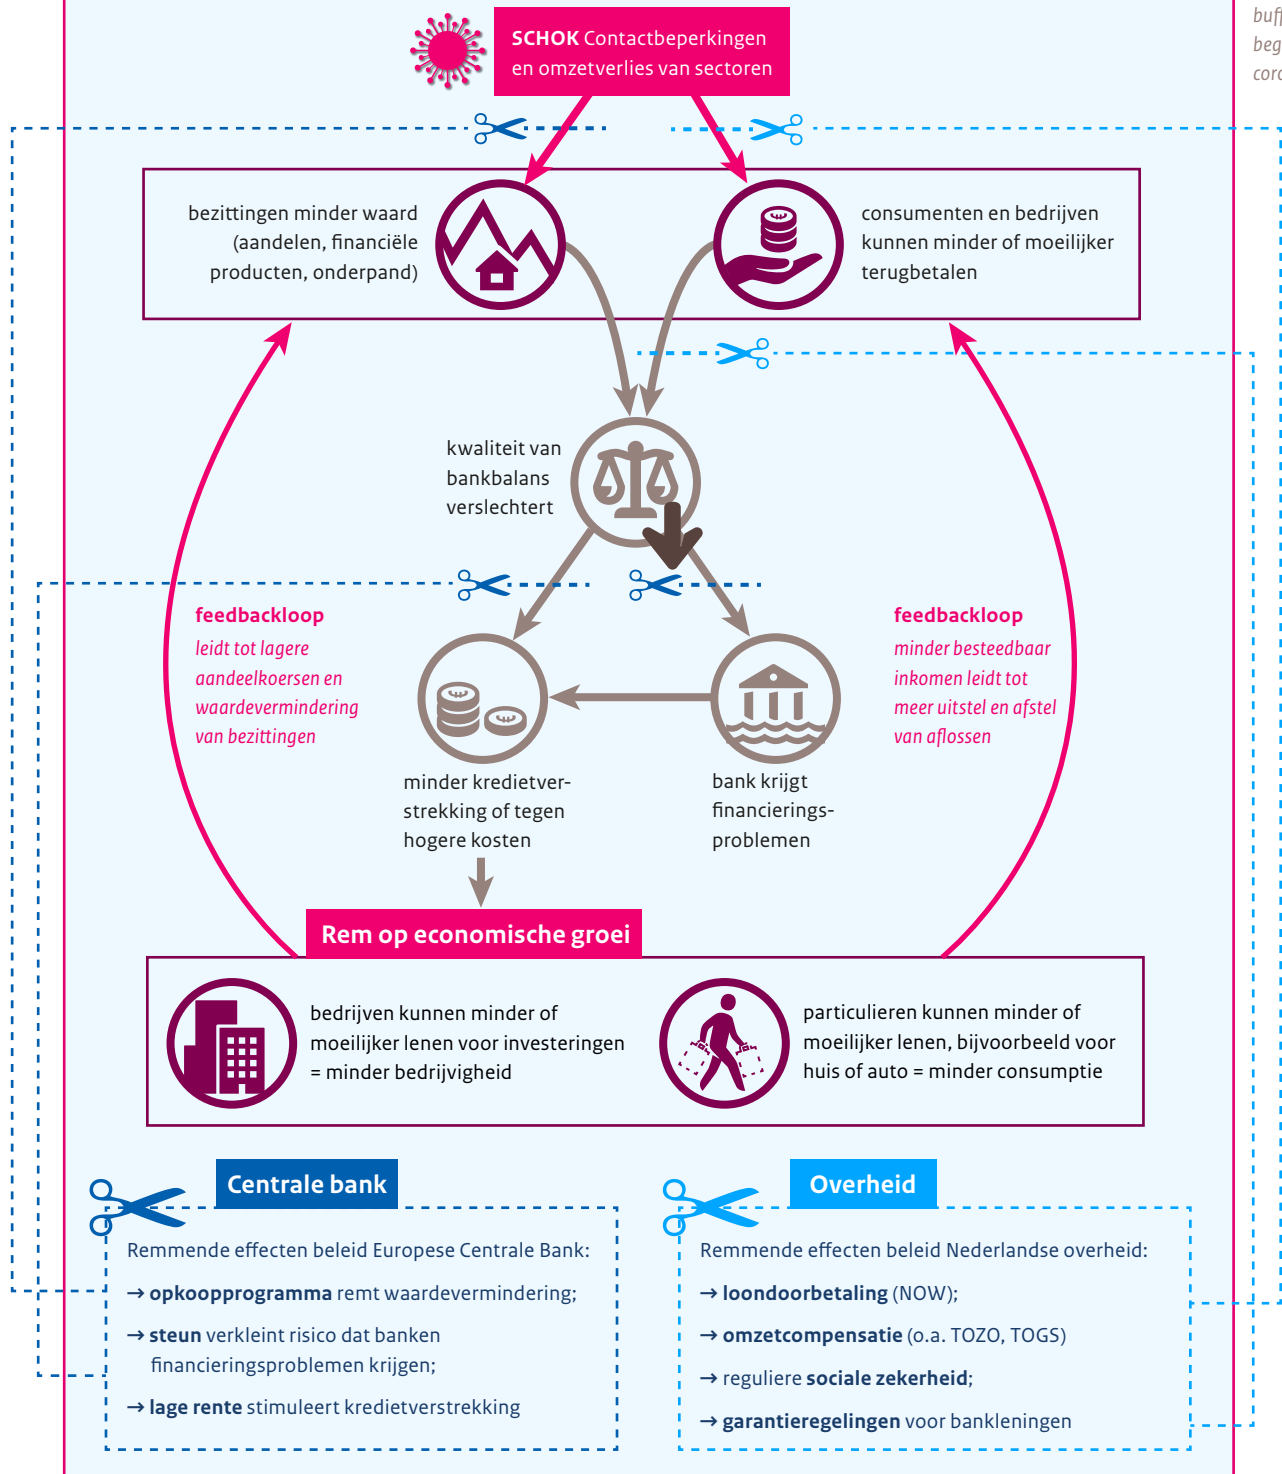 SCHOK Contactbeperkingen
en omzetverlies van sectoren
bezittingen minder waard
(aandelen, financiële
producten, onderpand)
consumenten en bedrijven
kunnen minder of moeilijker
terugbetalen
kwaliteit van
bankbalans
verslechtert
feedbackloop
leidt tot lagere
aandeelkoersen en
waardevermindering
van bezittingen
feedbackloop
minder besteedbaar
inkomen leidt tot
meer uitstel en afstel
van aflossen
minder kredietver-
strekking of tegen
hogere kosten
bank krijgt
financierings-
problemen
Rem op economische groei
bedrijven kunnen minder of
moeilijker lenen voor investeringen
= minder bedrijvigheid
particulieren kunnen minder of
moeilijker lenen, bijvoorbeeld voor
huis of auto = minder consumptie
Centrale bank
Remmende effecten beleid Europese Centrale Bank:
→ opkoopprogramma remt waardevermindering;
→ steun verkleint risico dat banken
financieringsproblemen krijgen;
→ lage rente stimuleert kredietverstrekking
Overheid
Remmende effecten beleid Nederlandse overheid:
→ loondoorbetaling (NOW);
→ omzetcompensatie (o.a. TOZO, TOGS)
→ reguliere sociale zekerheid;
→ garantieregelingen voor bankleningen